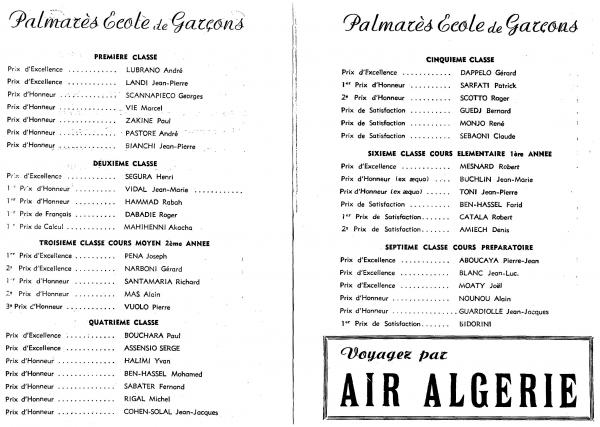 Palmarès Ecole de Garçons
PREMIERE CLASSE
Prix d'Excellence ............ LUBRANO André
Prix d'Excellence ............ LANDI Jean-Pierre
Prix d'Honneur ............ SCANNAPIECO Georges
Prix d'Honneur ............ VIE Marcel
Prix d'Honneur ............ ZAKINE Paul
Prix d'Honneur ............ PASTORE André
Prix d'Honneur ............ BIANCHI Jean-Pierre
DEUXIEME CLASSE
Prix d'Excellence ............ SEGURA Henri
1er Prix d'Honneur ............ VIDAL Jean-Marie ............
1er Prix d'Honneur ............ HAMMAD Rabah
1er Prix de Français ............ DABADIE Roger
1er Prix de Calcul ............ MAHIHENNI Akacha
TROISIEME CLASSE COURS MOYEN 2ème ANNEE
1er Prix d'Excellence ............ PENA Joseph
2e Prix d'Excellence ............ NARBONI Gérard
1er Prix d'Honneur ............ SANTAMARIA Richard
2e Prix d'Honneur ............ MAS Alain
3e Prix d'Honneur ............ VUOLO Pierre
QUATRIEME CLASSE
Prix d'Excellence ............ BOUCHARA Paul
Prix d'Excellence ............ ASSENSIO SERGE
Prix d'Honneur ............ HALIMI Yvan
Prix d'Honneur ............ BEN-HASSEL Mohamed
Prix d'Honneur ............ SABATER Fernand
Prix d'Honneur ............ RIGAL Michel
Prix d'Honneur ............ COHEN-SOLAL Jean-Jacques
Palmarès Ecole de Garçons
CINQUIEME CLASSE
Prix d'Excellence ............ DAPPELO Gérard
1er Prix d'Honneur ............ SARFATI Patrick
2e Prix d'Honneur ............ SCOTTO Roger
Prix de Satisfaction ............ GUEDJ Bernard
Prix de Satisfaction ............ MONJO René
Prix de Satisfaction ............ SEBAONI Claude
SIXIEME CLASSE COURS ELEMENTAIRE 1ère ANNEE
Prix d'Excellence ............ MESNARD Robert
Prix d'Honneur (ex æquo) ............ BUCHLIN Jean-Marie
Prix d'Honneur (ex æquo) ............ TONI Jean-Pierre
Prix de Satisfaction ............ BEN-HASSEL Farid
1er Prix de Satisfaction ............ CATALA Robert
2e Prix de Satisfaction ............ AMIECH Denis
SEPTIEME CLASSE COURS PREPARATOIRE
Prix d'Excellence ............ ABOUCAYA Pierre-Jean
Prix d'Excellence ............ BLANC Jean-Luc.
Prix d'Excellence ............ MOATY Joël
Prix d'Honneur ............ NOUNOU Alain
Prix d'Honneur ............ GUARDIOLLE Jean-Jacques
1er Prix de Satisfaction ............ BIDORINI
Voyagez par
AIR ALGERIE